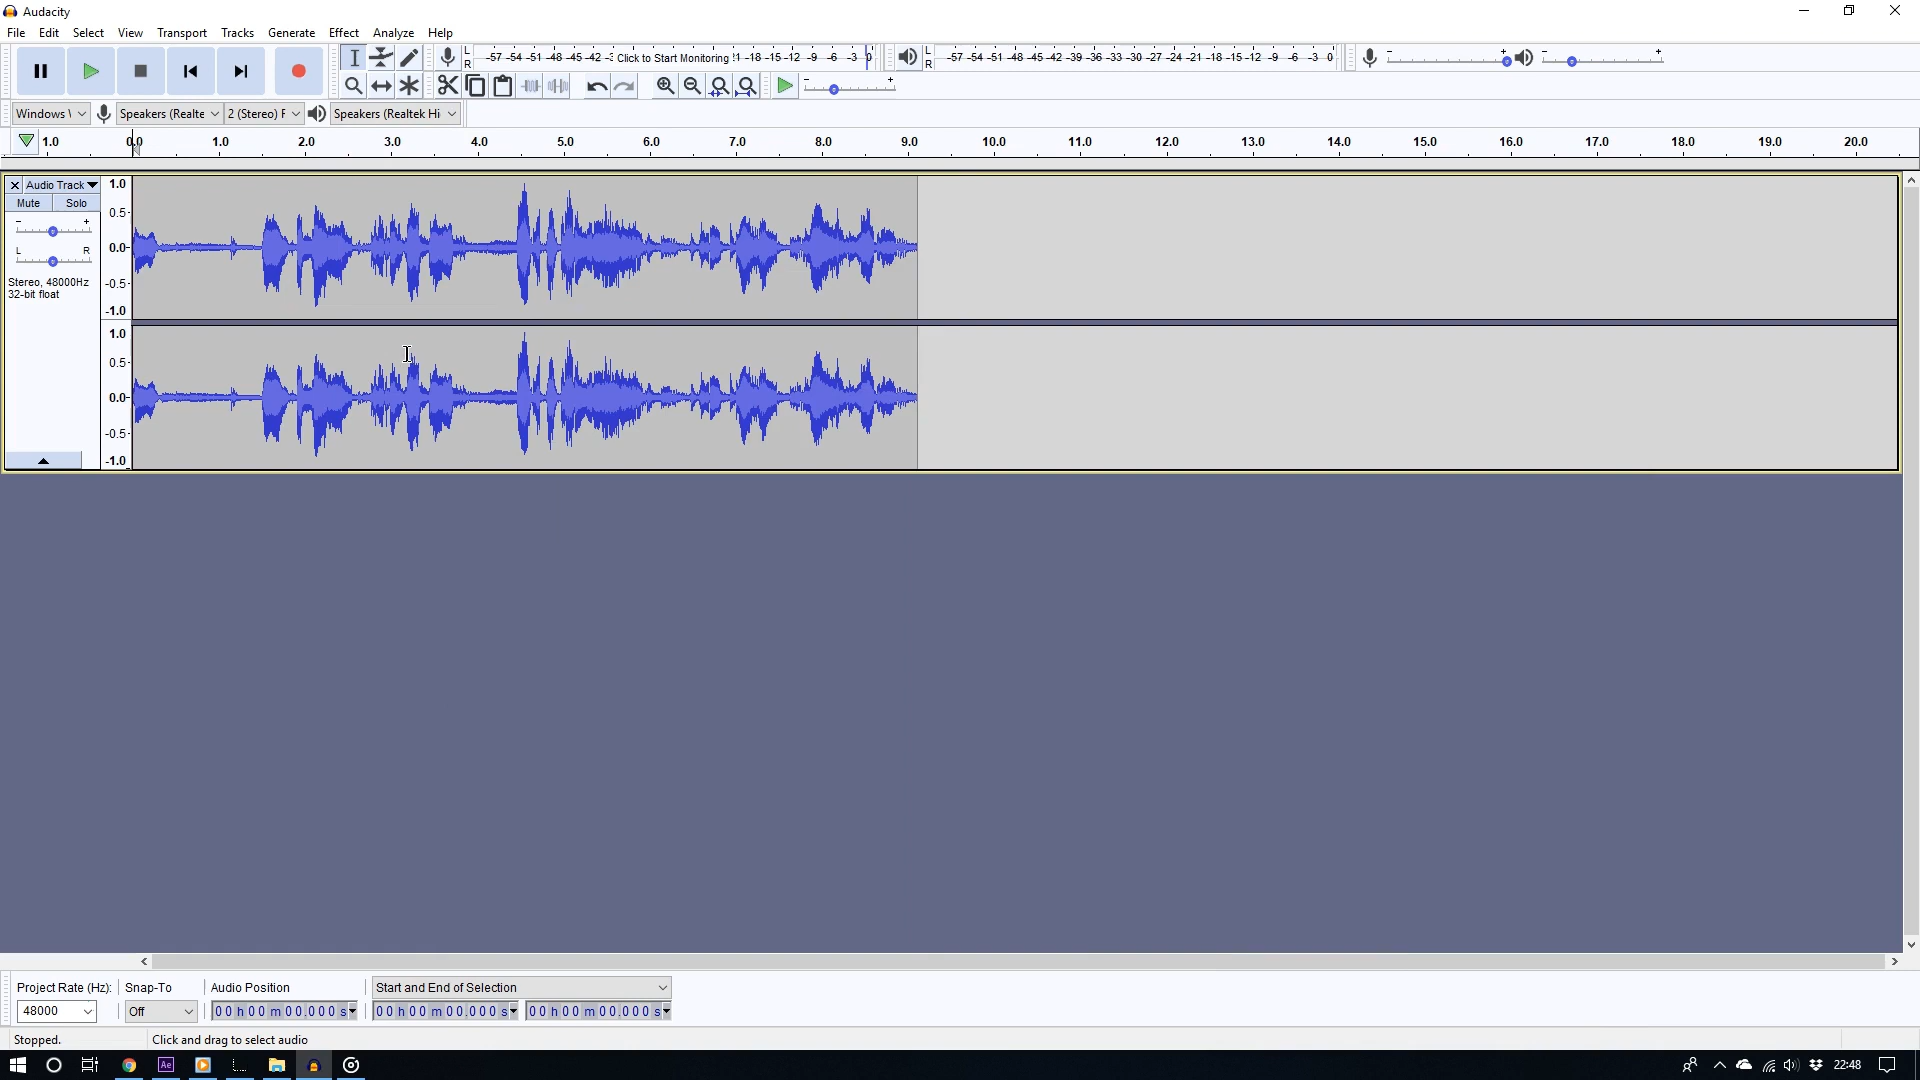 Audacity
File Edit Select View Transport Tracks Generate Effect Analyze Help
L R -57 -54 -51 -48 -45 -42 -3 Click to Start Monitoring 1 -18 -15 -12 -9 -6 -3 0 L R -57 -54 -51 -48 -45 -42 -39 -36 -33 -30 -27 -24 -21 -18 -15 -12 -9 -6 -3 0
Windows Speakers (Realte 2 (Stereo) Speakers (Realtek Hi
1.0 0.0 1.0 2.0 3.0 4.0 5.0 6.0 7.0 8.0 9.0 10.0 11.0 12.0 13.0 14.0 15.0 16.0 17.0 18.0 19.0 20.0
Audio Track 1.0
Mute Solo
- + 0.5
L R 0.0
Stereo, 48000Hz -0.5
32-bit float
-1.0
1.0
0.5
0.0
-0.5
-1.0
Project Rate (Hz): Snap-To Audio Position Start and End of Selection
48000 Off 00 h 00 m 00.000 s 00 h 00 m 00.000 s 00 h 00 m 00.000 s
Stopped. Click and drag to select audio
Ae 22:48